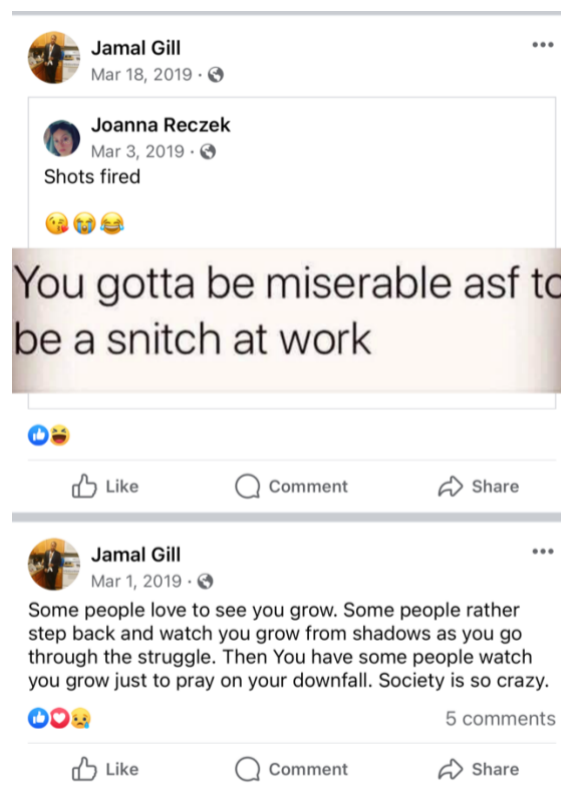 Jamal Gill
Mar 18, 2019 ·
Joanna Reczek
Mar 3, 2019 ·
Shots fired
😘😭😂
You gotta be miserable asf to
be a snitch at work
Like Comment Share
Jamal Gill
Mar 1, 2019 ·
Some people love to see you grow. Some people rather
step back and watch you grow from shadows as you go
through the struggle. Then You have some people watch
you grow just to pray on your downfall. Society is so crazy.
5 comments
Like Comment Share